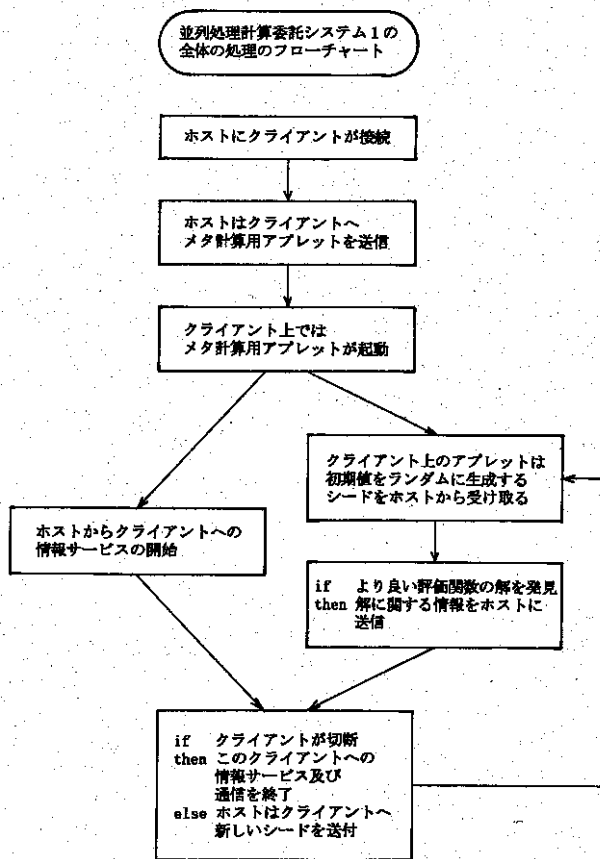 並列処理計算委託システム1の
全体の処理のフローチャート
ホストにクライアントが接続
ホストはクライアントへ
メタ計算用アプレットを送信
クライアント上では
メタ計算用アプレットが起動
クライアント上のアプレットは
初期値をランダムに生成する
シードをホストから受け取る
ホストからクライアントへの
情報サービスの開始
if より良い評価関数の解を発見
then 解に関する情報をホストに
送信
if クライアントが切断
then このクライアントへの
情報サービス及び
通信を終了
else ホストはクライアントへ
新しいシードを送付